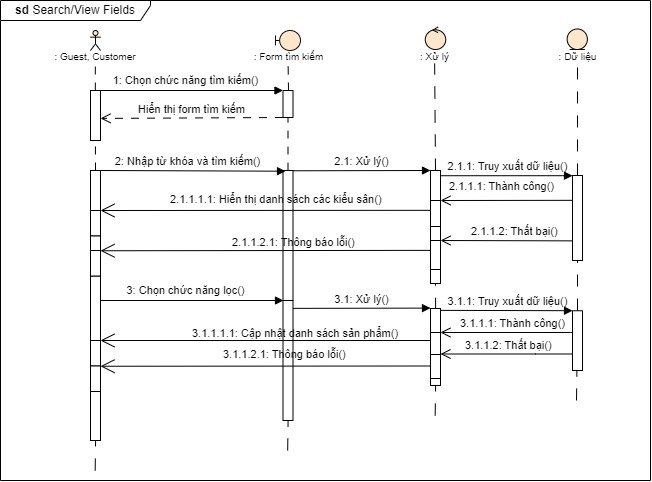 sd Search/View Fields
: Guest, Customer
: Form tìm kiếm
: Xử lý
: Dữ liệu
1: Chọn chức năng tìm kiếm()
Hiển thị form tìm kiếm
2: Nhập từ khóa và tìm kiếm()
2.1: Xử lý()
2.1.1: Truy xuất dữ liệu()
2.1.1.1: Thành công()
2.1.1.1.1: Hiển thị danh sách các kiểu sân()
2.1.1.2: Thất bại()
2.1.1.2.1: Thông báo lỗi()
3: Chọn chức năng lọc()
3.1: Xử lý()
3.1.1: Truy xuất dữ liệu()
3.1.1.1: Thành công()
3.1.1.1.1: Cập nhật danh sách sản phẩm()
3.1.1.2: Thất bại()
3.1.1.2.1: Thông báo lỗi()